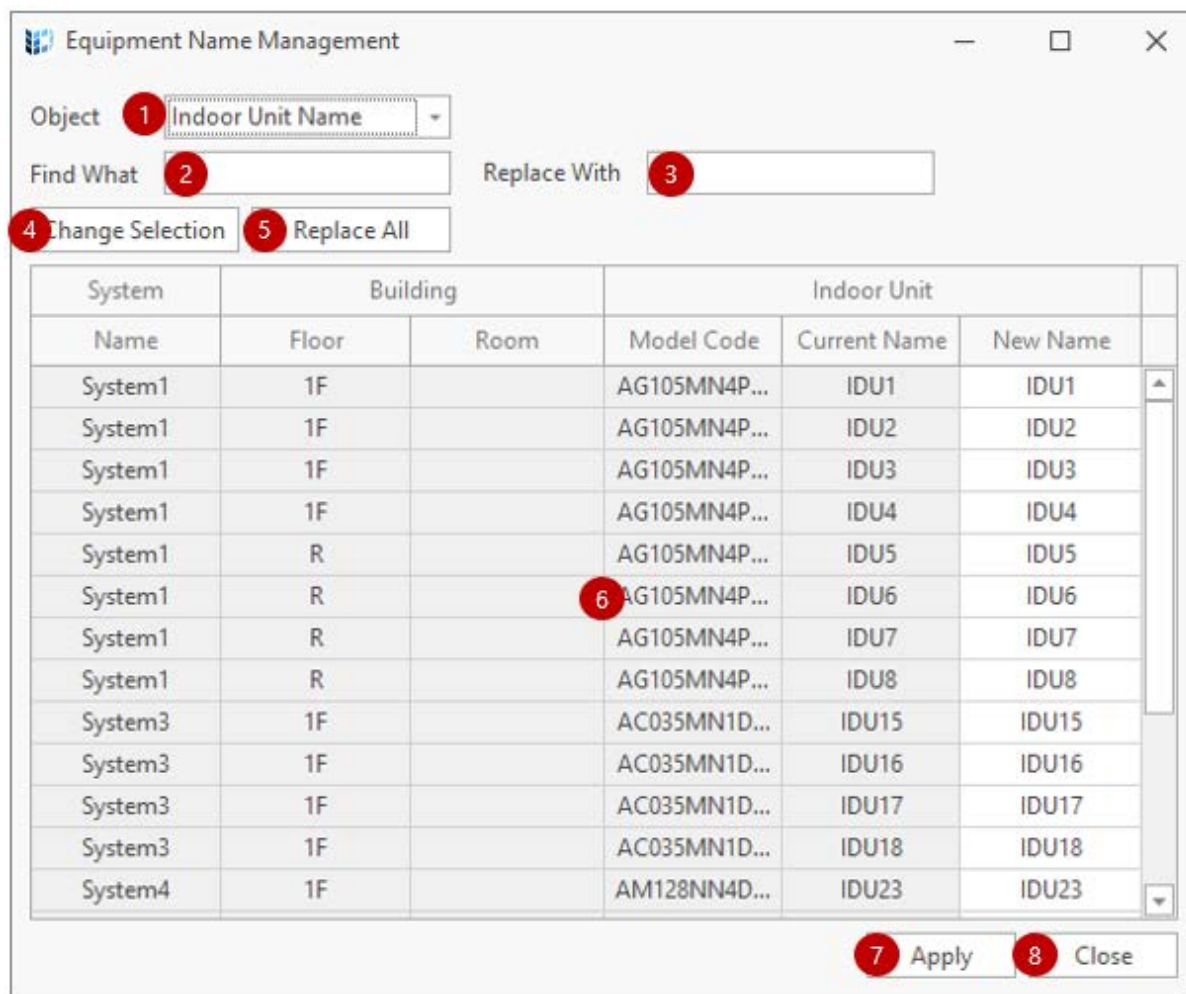 Equipment Name Management
Object 1 Indoor Unit Name
Find What 2 Replace With 3
4 Change Selection 5 Replace All
System Building Indoor Unit
Name Floor Room Model Code Current Name New Name
System1 1F AG105MN4P... IDU1 IDU1
System1 1F AG105MN4P... IDU2 IDU2
System1 1F AG105MN4P... IDU3 IDU3
System1 1F AG105MN4P... IDU4 IDU4
System1 R AG105MN4P... IDU5 IDU5
System1 R 6 AG105MN4P... IDU6 IDU6
System1 R AG105MN4P... IDU7 IDU7
System1 R AG105MN4P... IDU8 IDU8
System3 1F AC035MN1D... IDU15 IDU15
System3 1F AC035MN1D... IDU16 IDU16
System3 1F AC035MN1D... IDU17 IDU17
System3 1F AC035MN1D... IDU18 IDU18
System4 1F AM128NN4D... IDU23 IDU23
7 Apply 8 Close